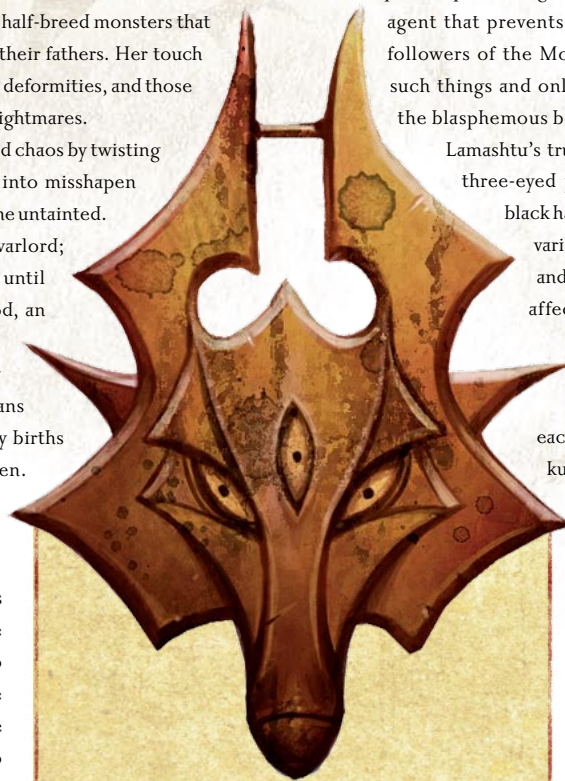 half-breed monsters that
their fathers. Her touch
deformities, and those
ightmares.
d chaos by twisting
into misshapen
he untainted.
warlord;
until
od, an
ans
y births
en.
s
agent that prevents
followers of the Mo
such things and onl
the blasphemous b
Lamashtu's tru
three-eyed
black ha
vari
and
affe
eac
ku